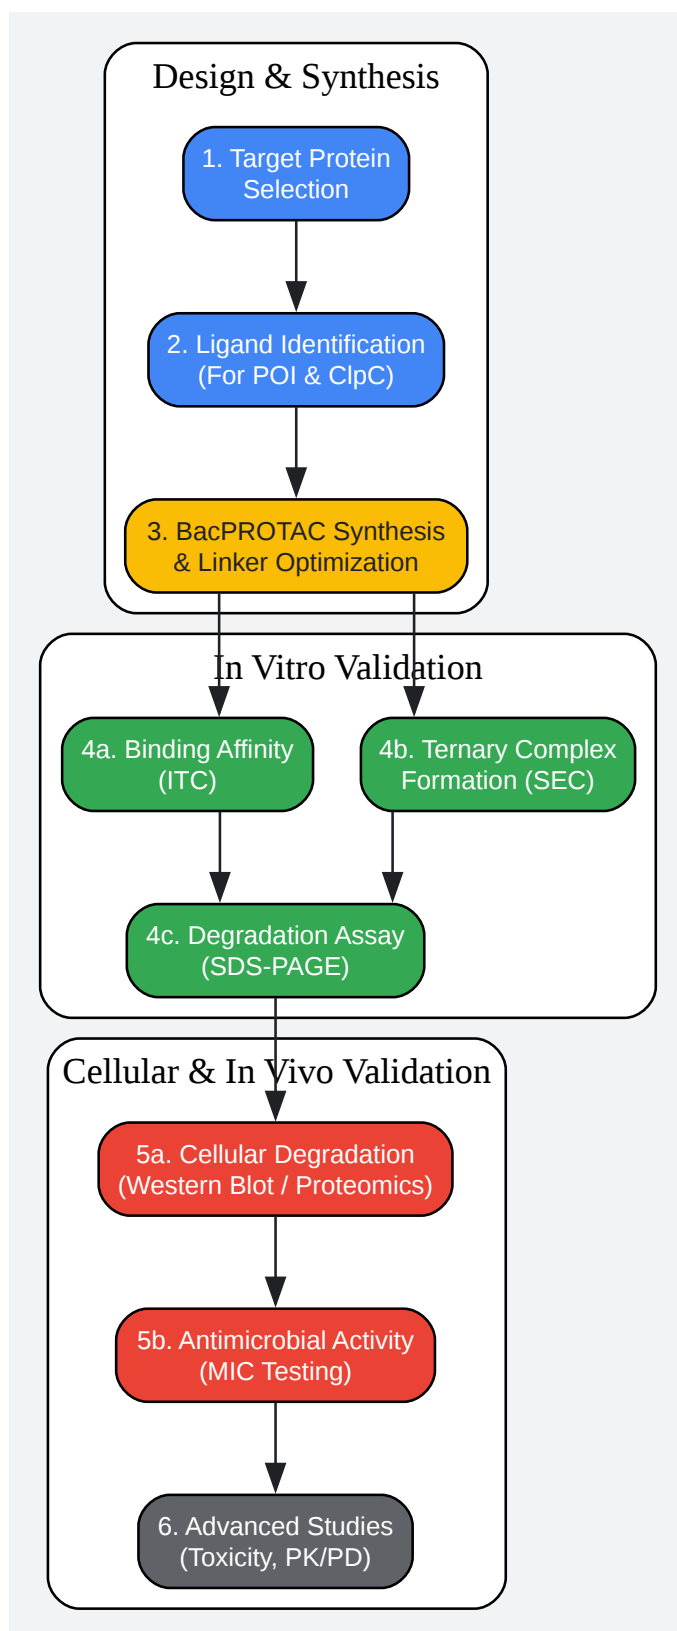 Design & Synthesis
1. Target Protein
Selection
2. Ligand Identification
(For POI & ClpC)
3. BacPROTAC Synthesis
& Linker Optimization
In Vitro Validation
4a. Binding Affinity
(ITC)
4b. Ternary Complex
Formation (SEC)
4c. Degradation Assay
(SDS-PAGE)
Cellular & In Vivo Validation
5a. Cellular Degradation
(Western Blot / Proteomics)
5b. Antimicrobial Activity
(MIC Testing)
6. Advanced Studies
(Toxicity, PK/PD)